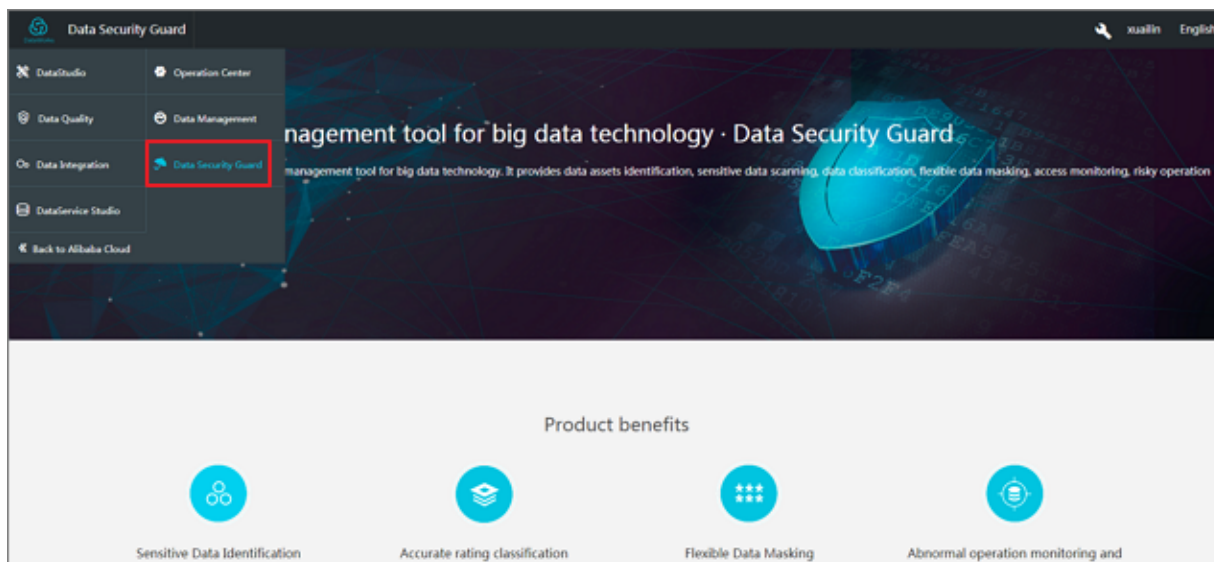 Data Security Guard
xuailin English
DataStudio Operation Center
Data Quality Data Management
Data Integration Data Security Guard
DataService Studio
Back to Alibaba Cloud
nagement tool for big data technology · Data Security Guard
management tool for big data technology. It provides data assets identification, sensitive data scanning, data classification, flexible data masking, access monitoring, risky operation
Product benefits
Sensitive Data Identification Accurate rating classification Flexible Data Masking Abnormal operation monitoring and